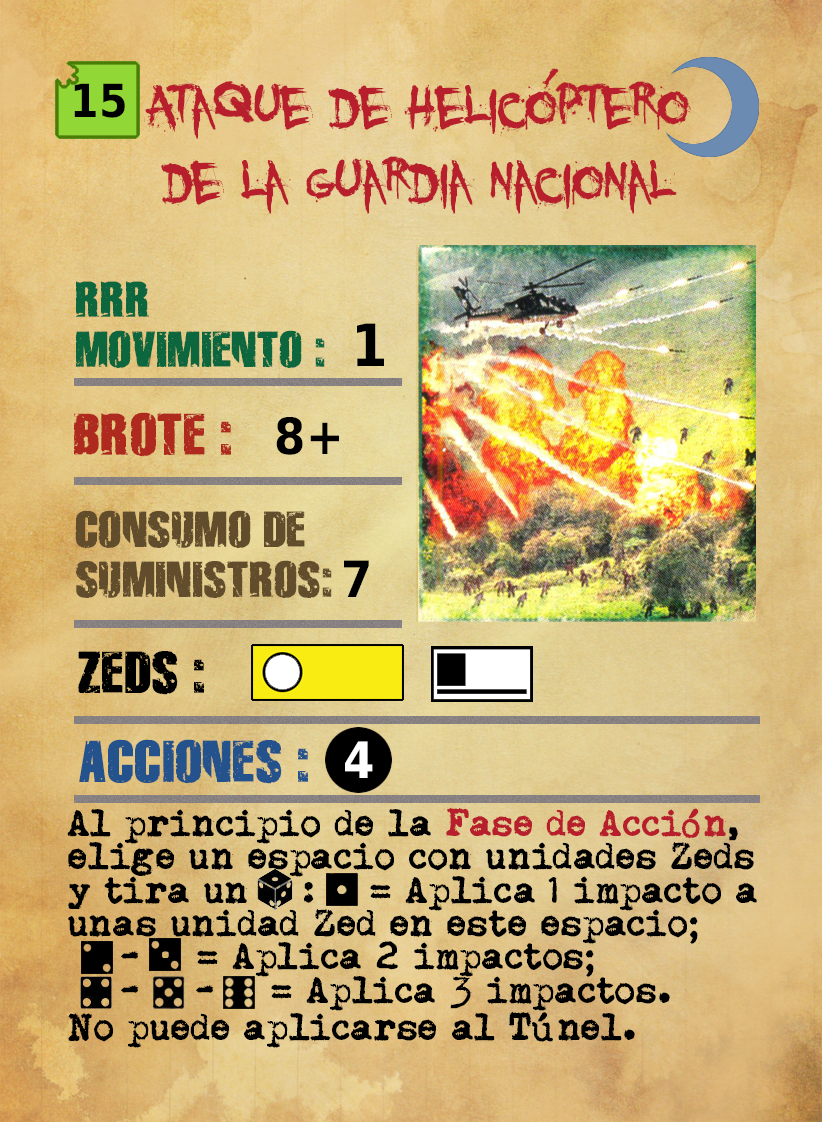 15 ATAQUE DE HELICÓPTERO
DE LA GUARDIA NACIONAL
RRR
MOVIMIENTO : 1
BROTE : 8+
CONSUMO DE
SUMINISTROS: 7
ZEDS :
ACCIONES : 4
Al principio de la Fase de Acción,
elige un espacio con unidades Zeds
y tira un : = Aplica 1 impacto a
unas unidad Zed en este espacio;
- = Aplica 2 impactos;
- - = Aplica 3 impactos.
No puede aplicarse al Túnel.